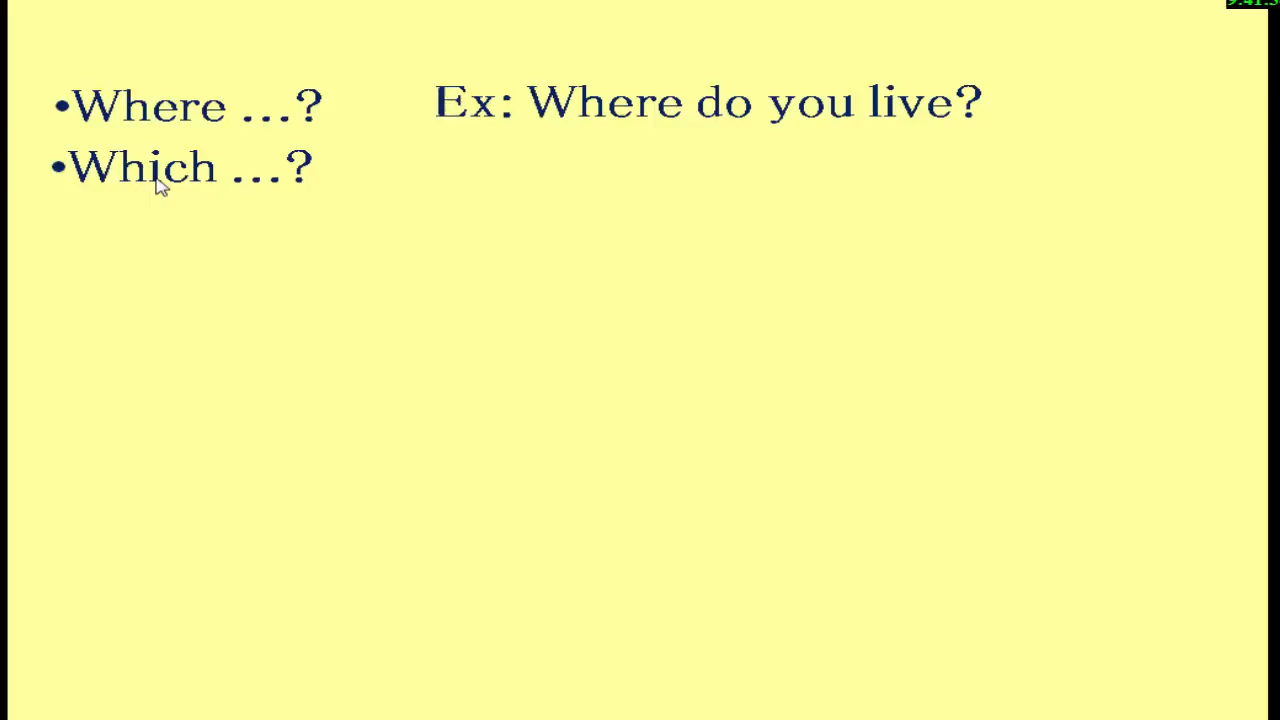 •Where ...? Ex: Where do you live?
•Which ...?